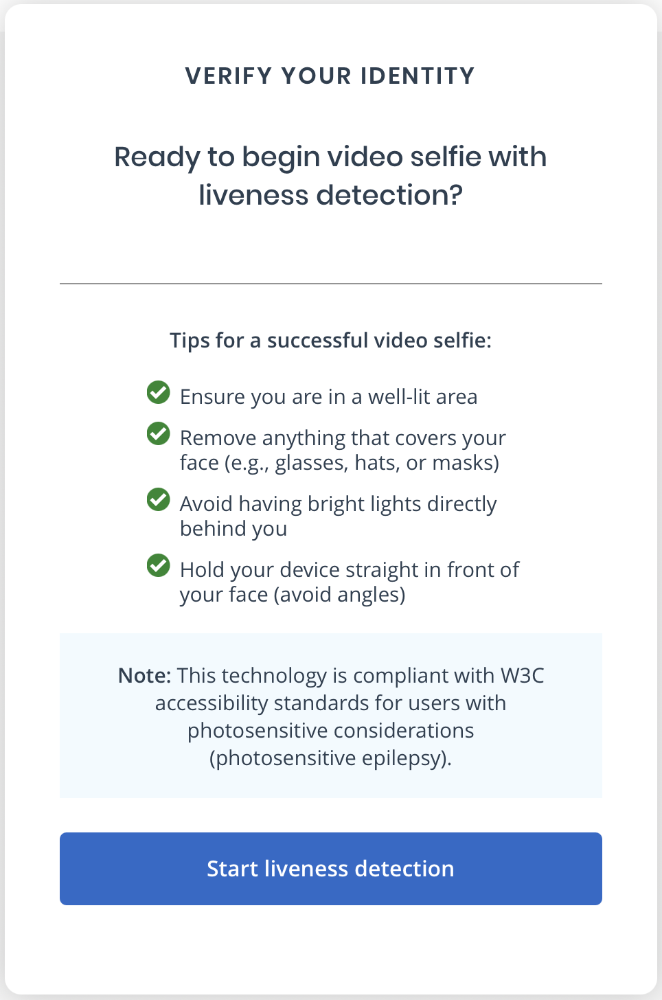 VERIFY YOUR IDENTITY
Ready to begin video selfie with
liveness detection?
Tips for a successful video selfie:
Ensure you are in a well-lit area
Remove anything that covers your
face (e.g., glasses, hats, or masks)
Avoid having bright lights directly
behind you
Hold your device straight in front of
your face (avoid angles)
Note: This technology is compliant with W3C
accessibility standards for users with
photosensitive considerations
(photosensitive epilepsy).
Start liveness detection